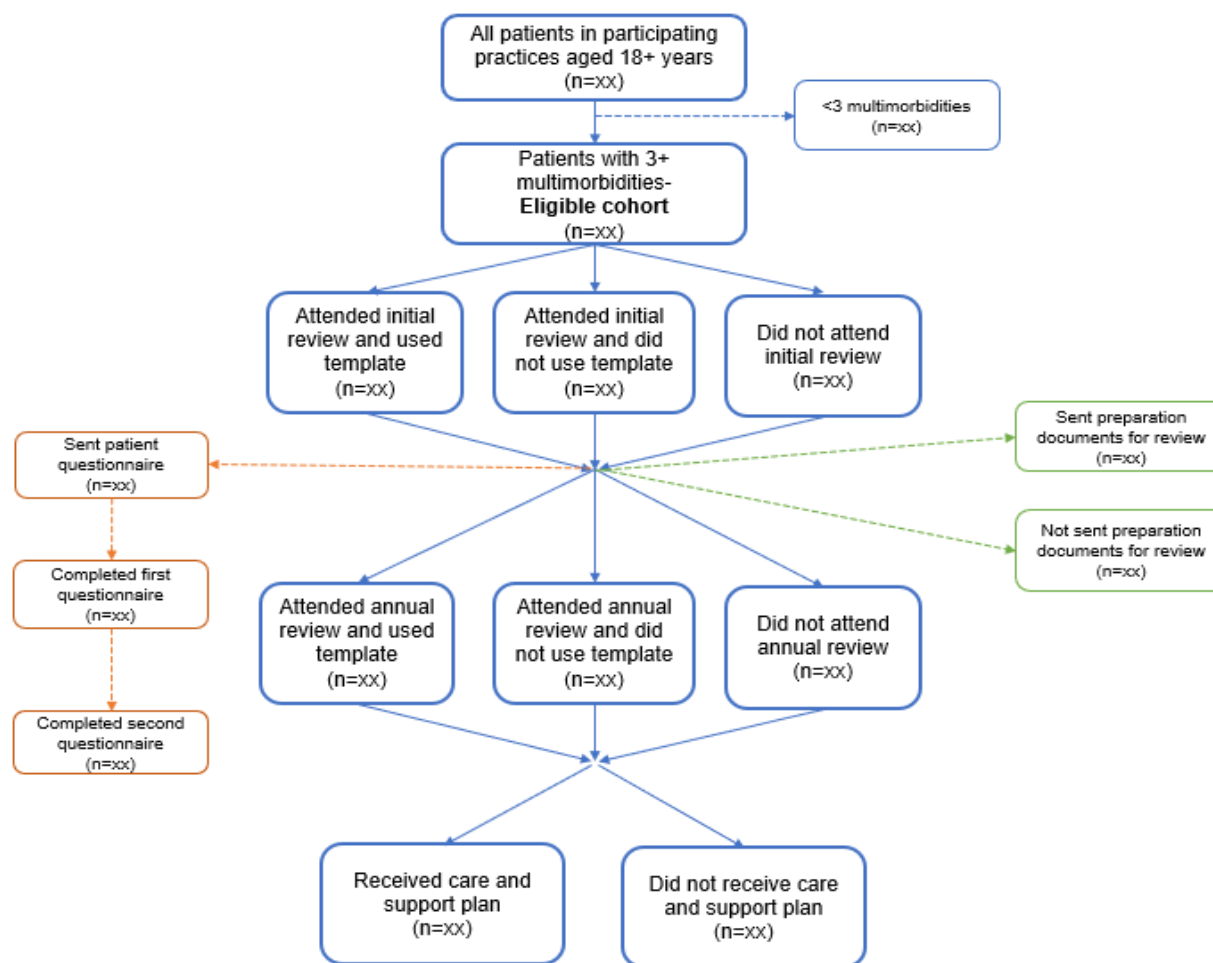 All patients in participating
practices aged 18+ years
(n=xx)
<3 multimorbidities
(n=xx)
Patients with 3+
multimorbidities-
Eligible cohort
(n=xx)
Attended initial
review and used
template
(n=xx)
Attended initial
review and did
not use template
(n=xx)
Did not attend
initial review
(n=xx)
Sent patient
questionnaire
(n=xx)
Sent preparation
documents for review
(n=xx)
Not sent preparation
documents for review
(n=xx)
Completed first
questionnaire
(n=xx)
Attended annual
review and used
template
(n=xx)
Attended annual
review and did
not use template
(n=xx)
Did not attend
annual review
(n=xx)
Completed second
questionnaire
(n=xx)
Received care and
support plan
(n=xx)
Did not receive care
and support plan
(n=xx)